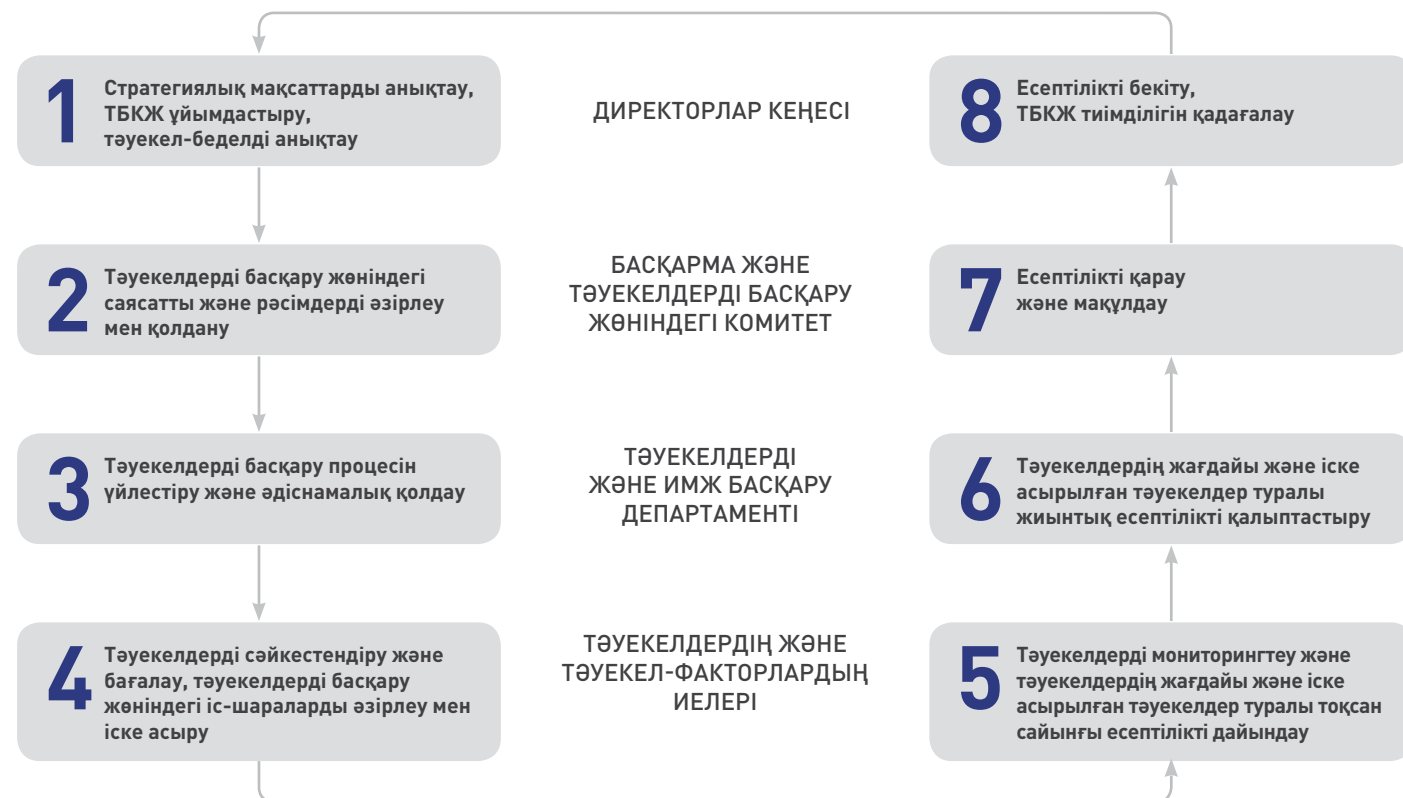 1
Стратегиялық мақсаттарды анықтау,
ТБКЖ ұйымдастыру,
тәуекел-беделді анықтау
ДИРЕКТОРЛАР КЕҢЕСІ
8
Есептілікті бекіту,
ТБКЖ тиімділігін қадағалау
2
Тәуекелдерді басқару жөніндегі
саясатты және рәсімдерді әзірлеу
мен қолдану
БАСҚАРМА ЖӘНЕ
ТӘУЕКЕЛДЕРДІ БАСҚАРУ
ЖӨНІНДЕГІ КОМИТЕТ
7
Есептілікті қарау
және мақұлдау
3
Тәуекелдерді басқару процесін
үйлестіру және әдіснамалық қолдау
ТӘУЕКЕЛДЕРДІ
ЖӘНЕ ИМЖ БАСҚАРУ
ДЕПАРТАМЕНТІ
6
Тәуекелдердің жағдайы және іске
асырылған тәуекелдер туралы
жиынтық есептілікті қалыптастыру
4
Тәуекелдерді сәйкестендіру және
бағалау, тәуекелдерді басқару
жөніндегі іс-шараларды әзірлеу мен
іске асыру
ТӘУЕКЕЛДЕРДІҢ ЖӘНЕ
ТӘУЕКЕЛ-ФАКТОРЛАРДЫҢ
ИЕЛЕРІ
5
Тәуекелдерді мониторингтеу және
тәуекелдердің жағдайы және іске
асырылған тәуекелдер туралы тоқсан
сайынғы есептілікті дайындау